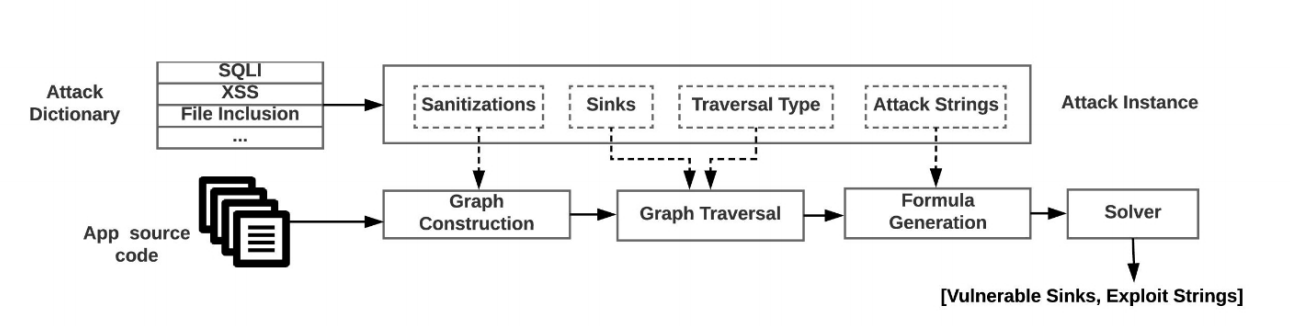 Attack
Dictionary
SQLI
XSS
File Inclusion
...
Sanitizations
Sinks
Traversal Type
Attack Strings
Attack Instance
App source
code
Graph
Construction
Graph Traversal
Formula
Generation
Solver
[Vulnerable Sinks, Exploit Strings]